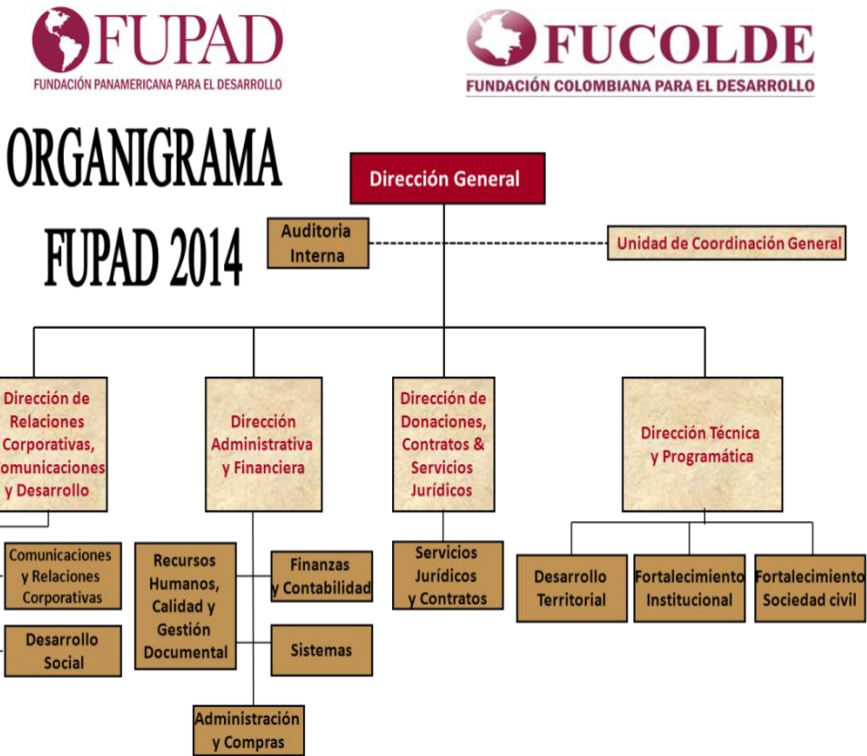 FUPAD
FUNDACIÓN PANAMERICANA PARA EL DESARROLLO
FUCOLDE
FUNDACIÓN COLOMBIANA PARA EL DESARROLLO
ORGANIGRAMA
FUPAD 2014
Dirección General
Auditoria
Interna
Unidad de Coordinación General
Dirección de
Relaciones
Corporativas,
omunicaciones
y Desarrollo
Dirección
Administrativa
y Financiera
Dirección de
Donaciones,
Contratos &
Servicios
Jurídicos
Dirección Técnica
y Programática
Comunicaciones
y Relaciones
Corporativas
Desarrollo
Social
Recursos
Humanos,
Calidad y
Gestión
Documental
Finanzas
y Contabilidad
Sistemas
Administración
y Compras
Servicios
Jurídicos
y Contratos
Desarrollo
Territorial
Fortalecimiento
Institucional
Fortalecimiento
Sociedad civil